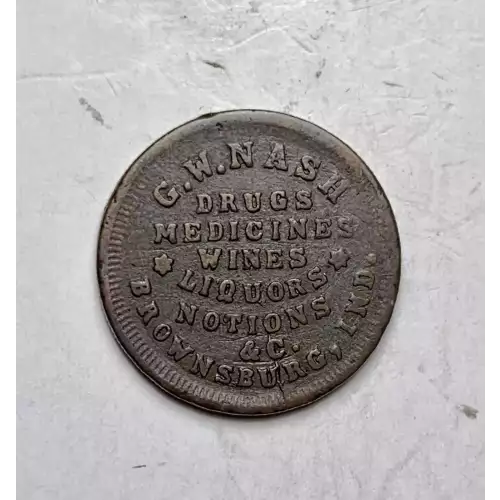 G.W.NASH
DRUGS
MEDICINES
WINES
LIQUORS
NOTIONS
&C.
BROWNSBURG, IND.